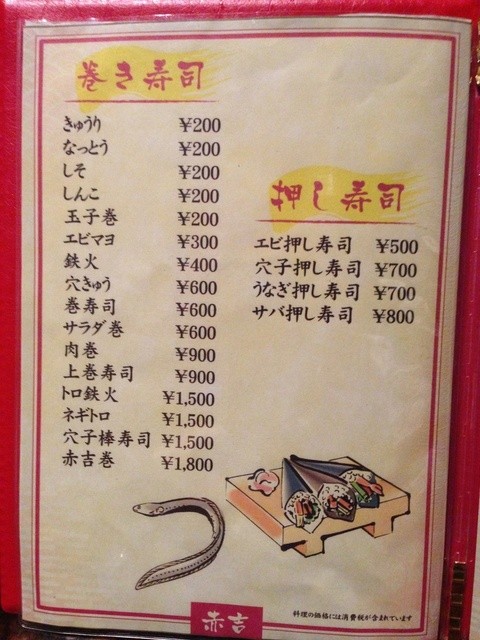 巻き寿司
きゅうり ¥200
なっとう ¥200
しそ ¥200
しんこ ¥200
玉子巻 ¥200
エビマヨ ¥300
鉄火 ¥400
穴きゅう ¥600
巻寿司 ¥600
サラダ巻 ¥600
肉巻 ¥900
上巻寿司 ¥900
トロ鉄火 ¥1,500
ネギトロ ¥1,500
穴子棒寿司 ¥1,500
赤吉巻 ¥1,800
押し寿司
エビ押し寿司 ¥500
穴子押し寿司 ¥700
うなぎ押し寿司 ¥700
サバ押し寿司 ¥800
赤吉
料理の価格には消費税が含まれています